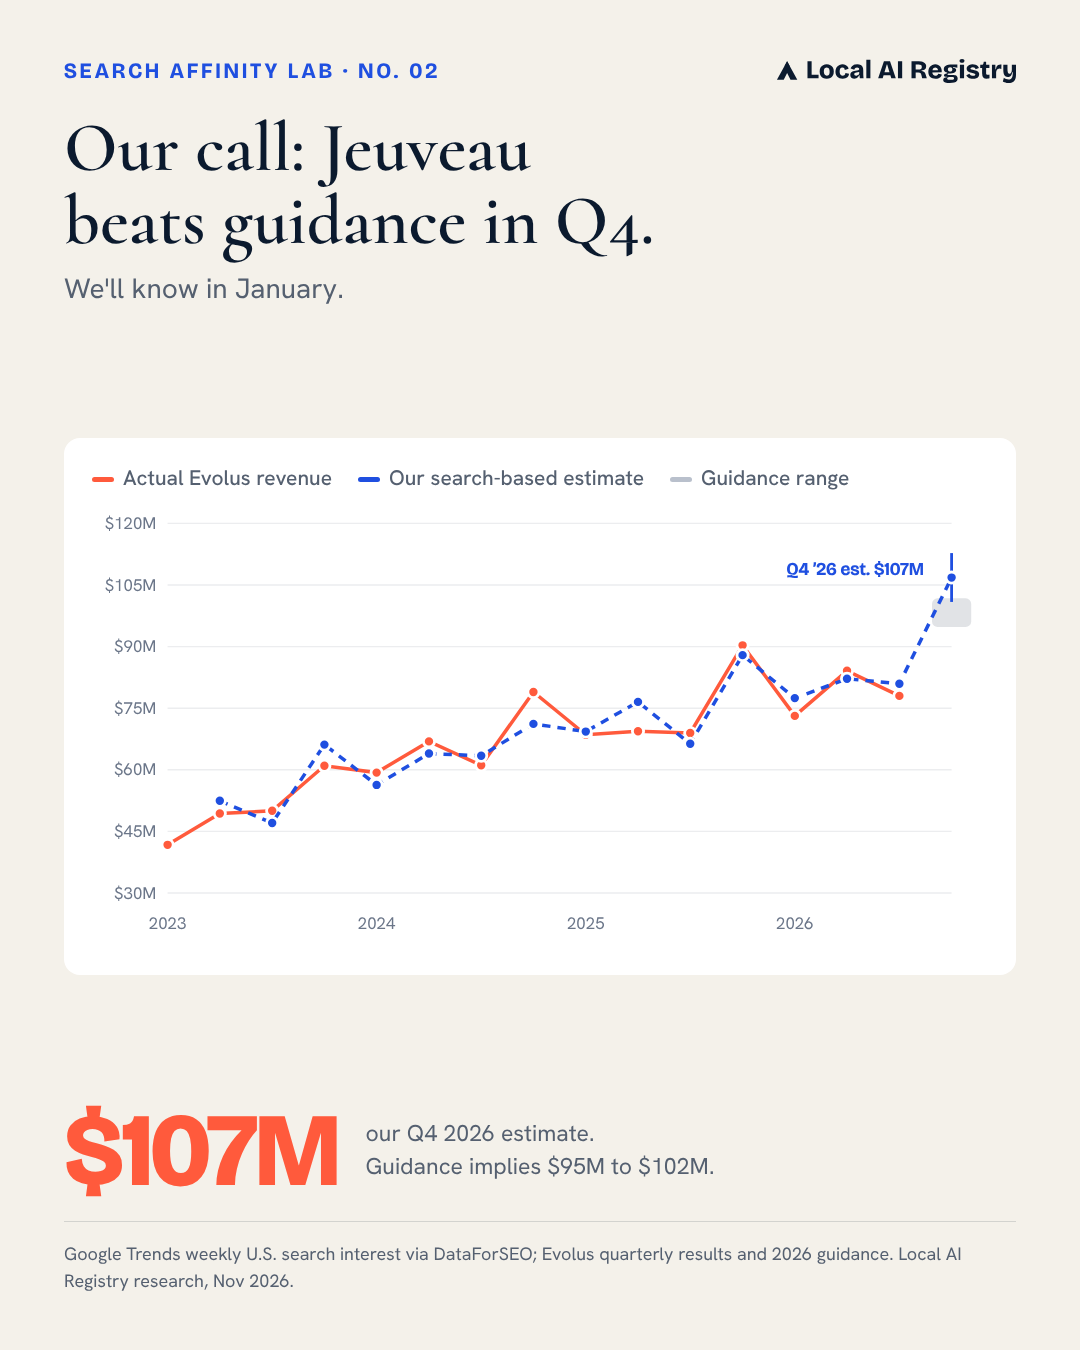 SEARCH AFFINITY LAB · NO. 02
Local AI Registry
Our call: Jeuveau
beats guidance in Q4.
We'll know in January.
Actual Evolus revenue
Our search-based estimate
Guidance range
$120M
Q4 '26 est. $107M
$105M
$90M
$75M
$60M
$45M
$30M
2023
2024
2025
2026
$107M
our Q4 2026 estimate.
Guidance implies $95M to $102M.
Google Trends weekly U.S. search interest via DataForSEO; Evolus quarterly results and 2026 guidance. Local AI
Registry research, Nov 2026.